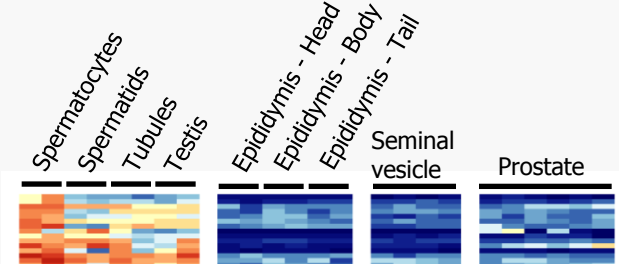 Spermatocytes
Spermatids
Tubules
Testis
Epididymis - Head
Epididymis - Body
Epididymis - Tail
Seminal
vesicle
Prostate